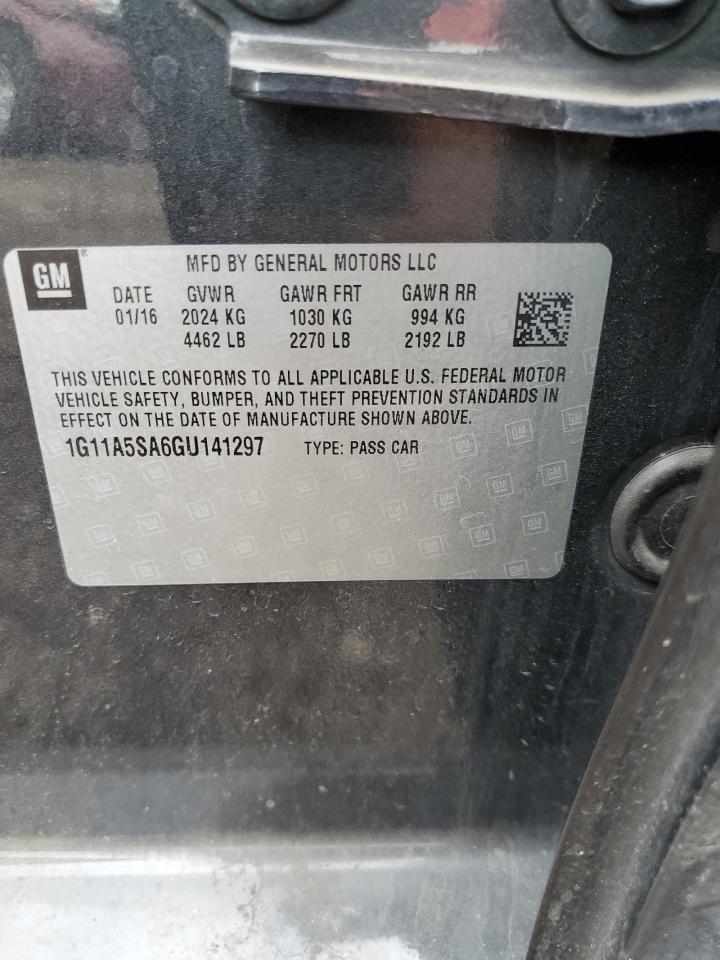 GM®
MFD BY GENERAL MOTORS LLC
DATE GVWR GAWR FRT GAWR RR
01/16 2024 KG 1030 KG 994 KG
4462 LB 2270 LB 2192 LB
THIS VEHICLE CONFORMS TO ALL APPLICABLE U.S. FEDERAL MOTOR
VEHICLE SAFETY, BUMPER, AND THEFT PREVENTION STANDARDS IN
EFFECT ON THE DATE OF MANUFACTURE SHOWN ABOVE.
1G11A5SA6GU141297 TYPE: PASS CAR